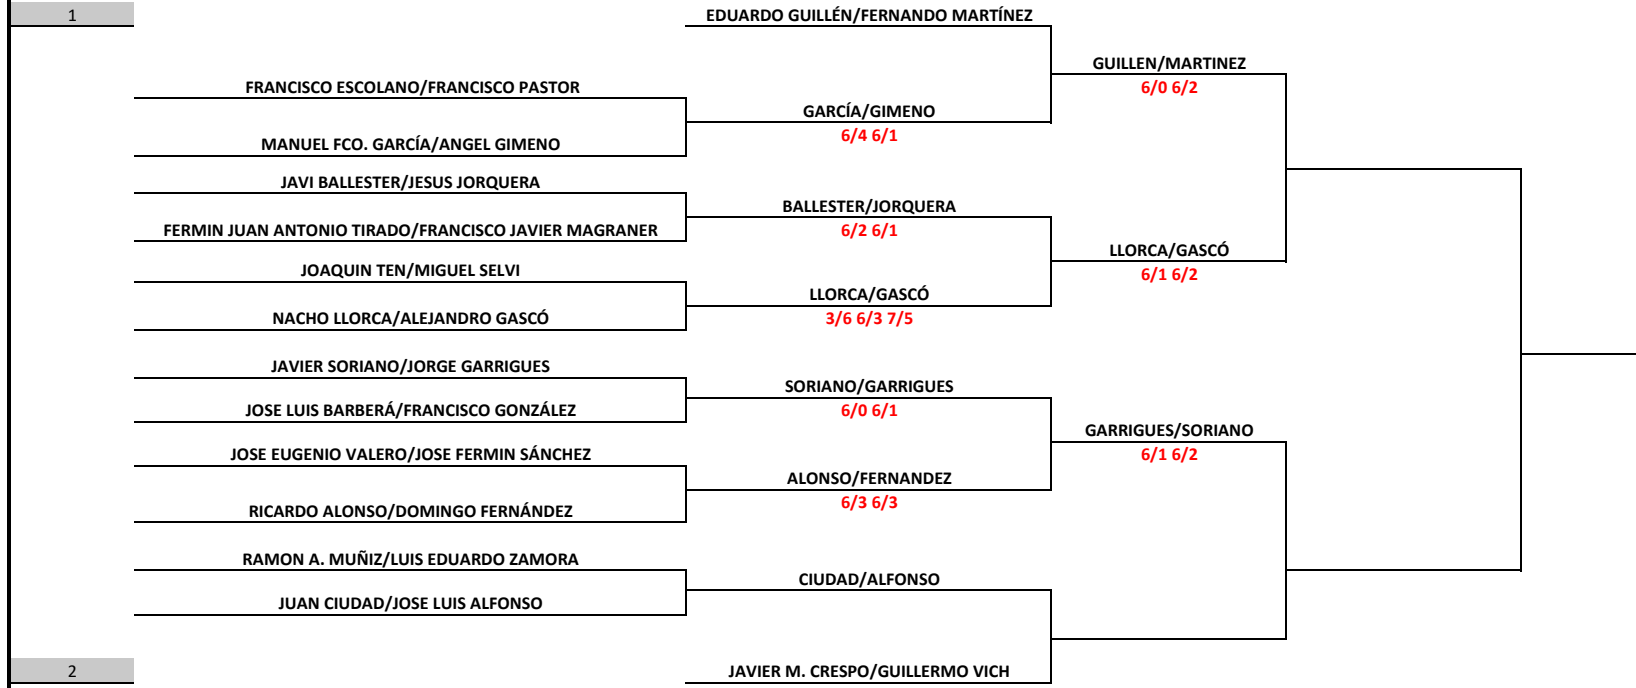 1
EDUARDO GUILLÉN/FERNANDO MARTÍNEZ
GUILLEN/MARTINEZ
6/0 6/2
FRANCISCO ESCOLANO/FRANCISCO PASTOR
GARCÍA/GIMENO
6/4 6/1
MANUEL FCO. GARCÍA/ANGEL GIMENO
JAVI BALLESTER/JESUS JORQUERA
BALLESTER/JORQUERA
6/2 6/1
FERMIN JUAN ANTONIO TIRADO/FRANCISCO JAVIER MAGRANER
LLORCA/GASCÓ
6/1 6/2
JOAQUIN TEN/MIGUEL SELVI
LLORCA/GASCÓ
3/6 6/3 7/5
NACHO LLORCA/ALEJANDRO GASCÓ
JAVIER SORIANO/JORGE GARRIGUES
SORIANO/GARRIGUES
6/0 6/1
JOSE LUIS BARBERÁ/FRANCISCO GONZÁLEZ
GARRIGUES/SORIANO
6/1 6/2
JOSE EUGENIO VALERO/JOSE FERMIN SÁNCHEZ
ALONSO/FERNANDEZ
6/3 6/3
RICARDO ALONSO/DOMINGO FERNÁNDEZ
RAMON A. MUÑIZ/LUIS EDUARDO ZAMORA
CIUDAD/ALFONSO
JUAN CIUDAD/JOSE LUIS ALFONSO
2
JAVIER M. CRESPO/GUILLERMO VICH